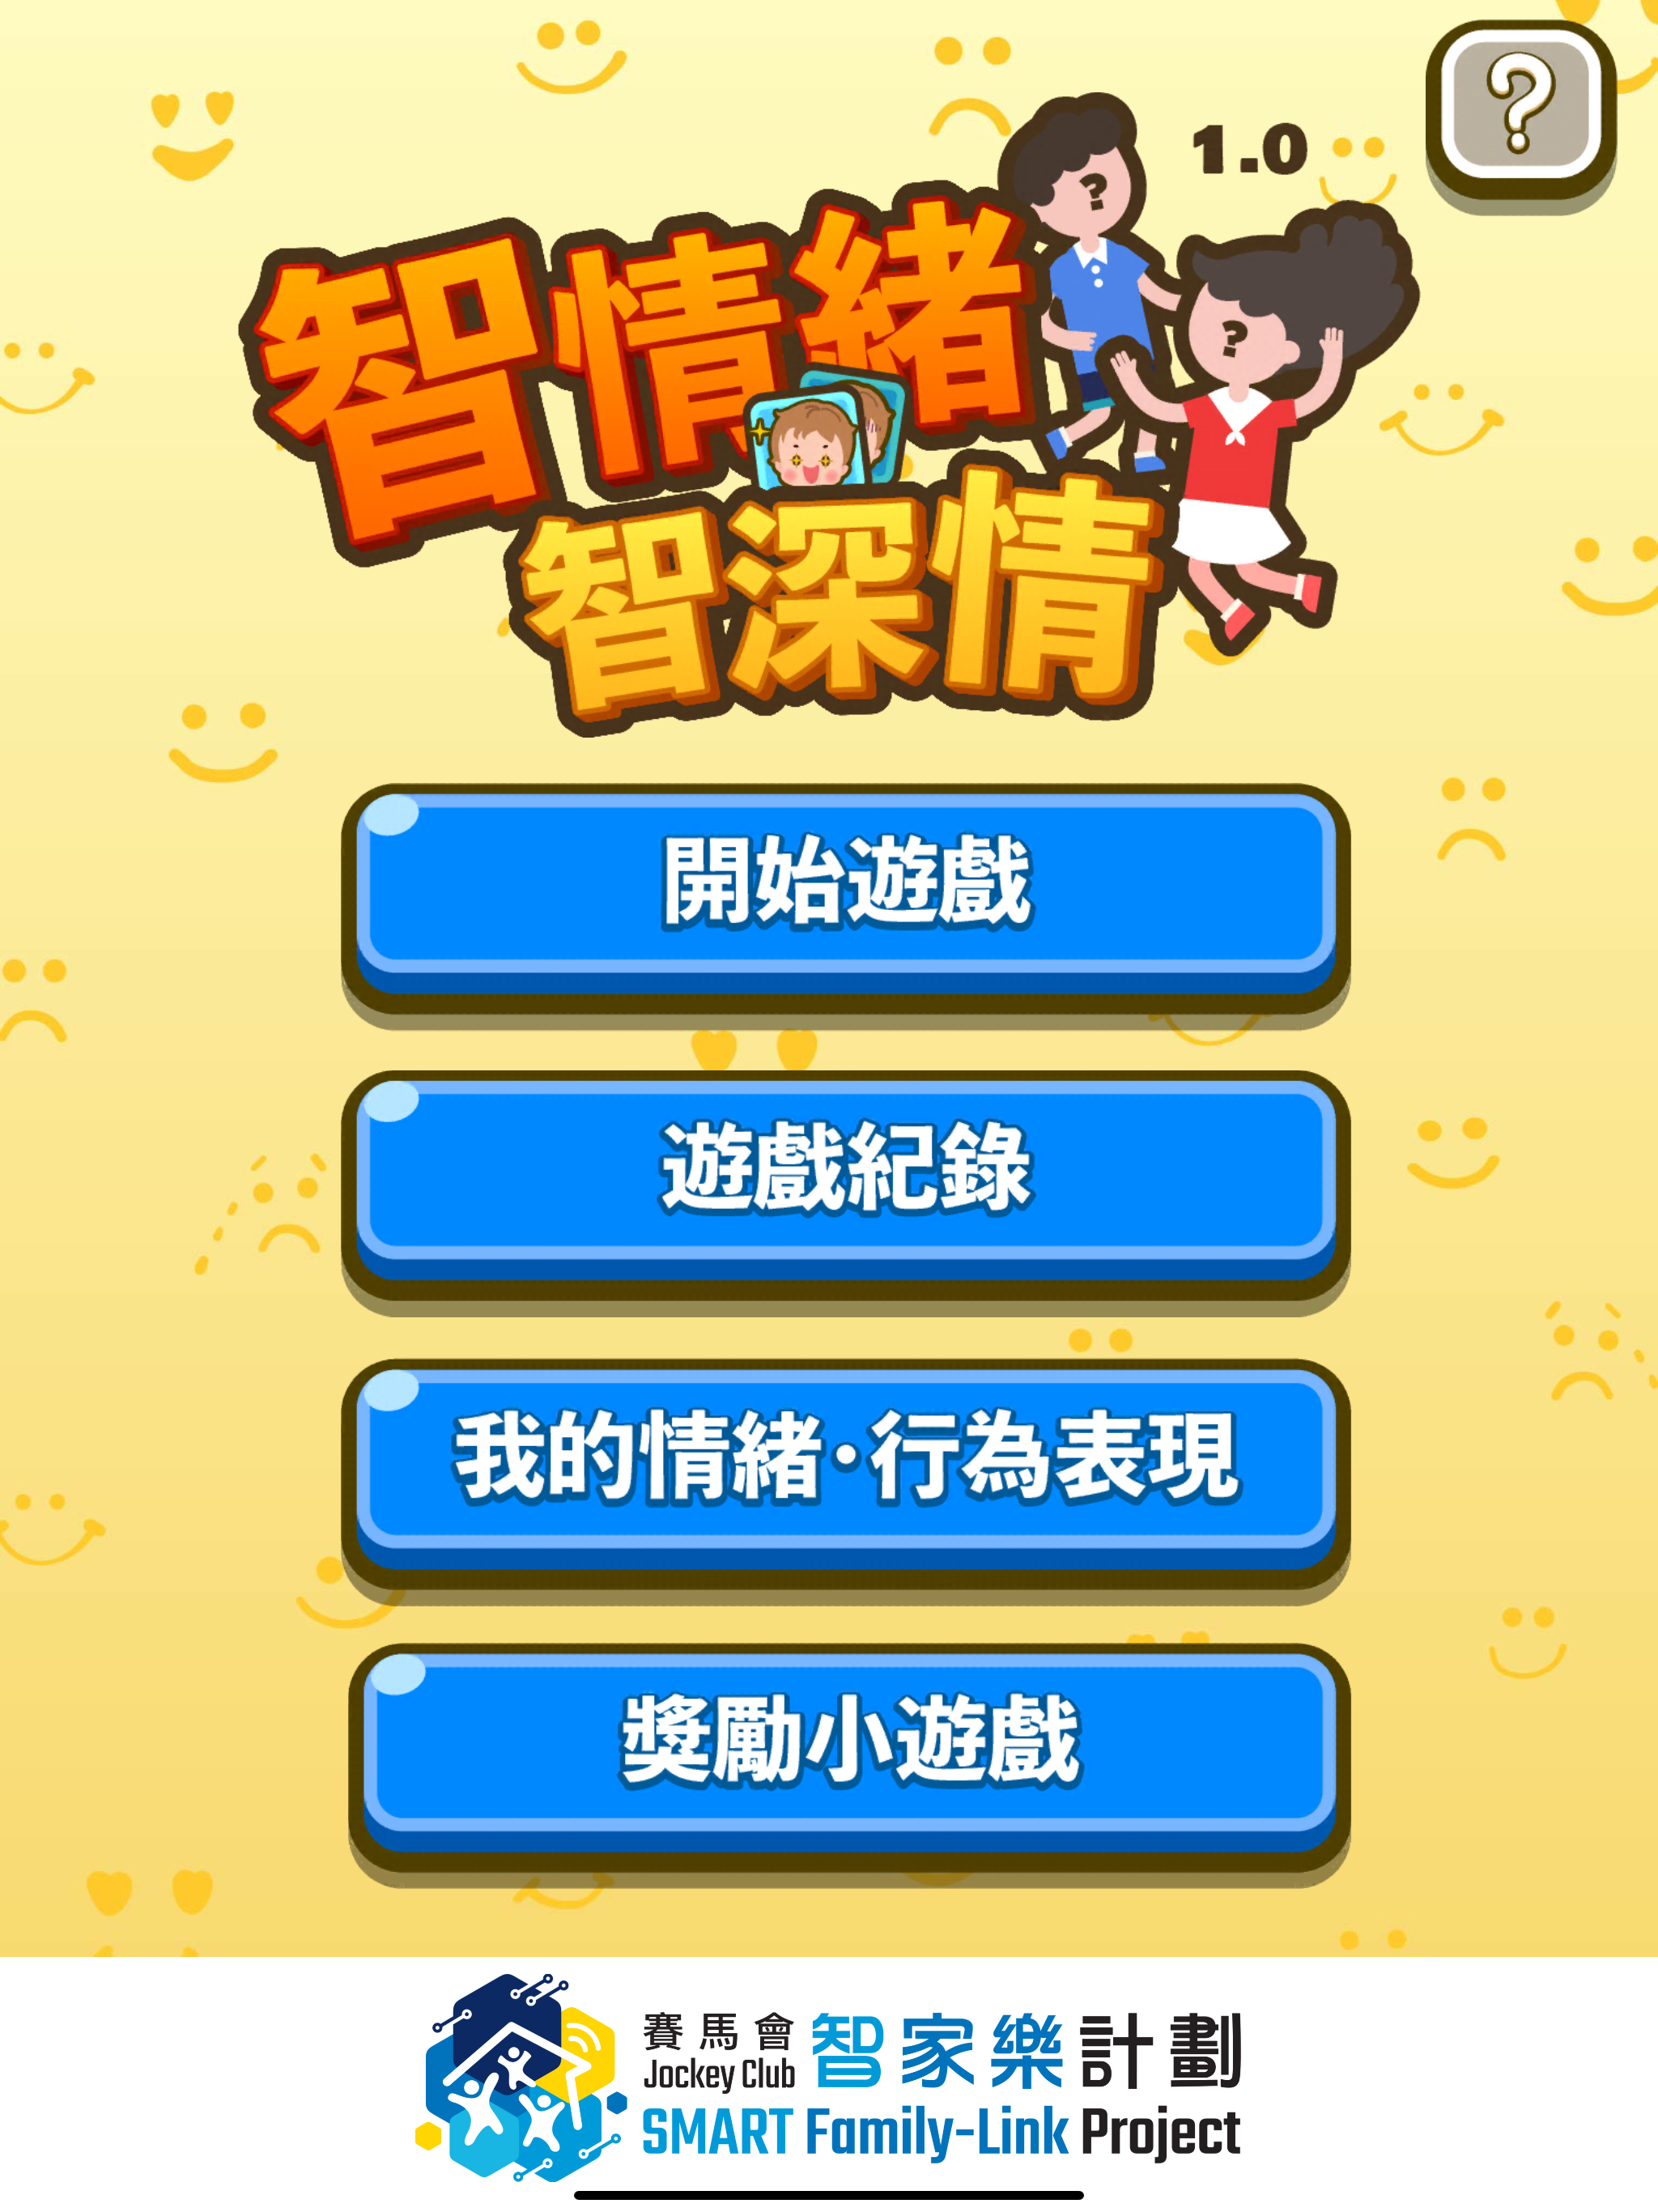 ?
1.0
?
?
智情緒
智深情
開始遊戲
遊戲紀錄
我的情緒·行為表現
獎勵小遊戲
賽馬會 智家樂計劃
Jockey Club
SMART Family-Link Project